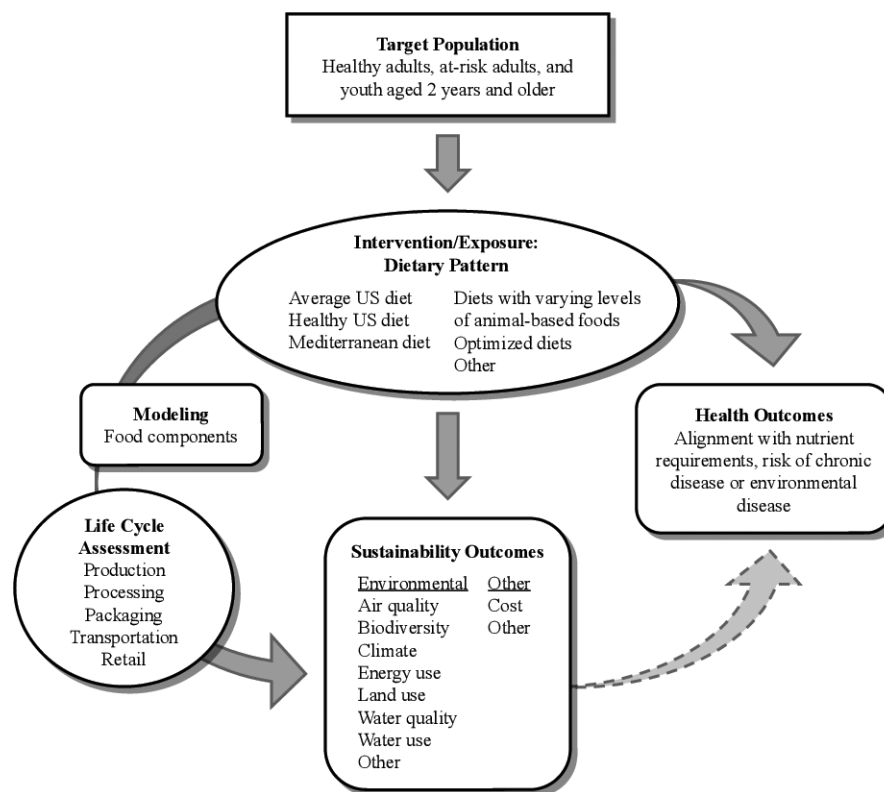 Target Population
Healthy adults, at-risk adults, and
youth aged 2 years and older
Intervention/Exposure:
Dietary Pattern
Average US diet
Healthy US diet
Mediterranean diet
Diets with varying levels
of animal-based foods
Optimized diets
Other
Modeling
Food components
Health Outcomes
Alignment with nutrient
requirements, risk of chronic
disease or environmental
disease
Life Cycle
Assessment
Production
Processing
Packaging
Transportation
Retail
Sustainability Outcomes
Environmental
Air quality
Biodiversity
Climate
Energy use
Land use
Water quality
Water use
Other
Other
Cost
Other